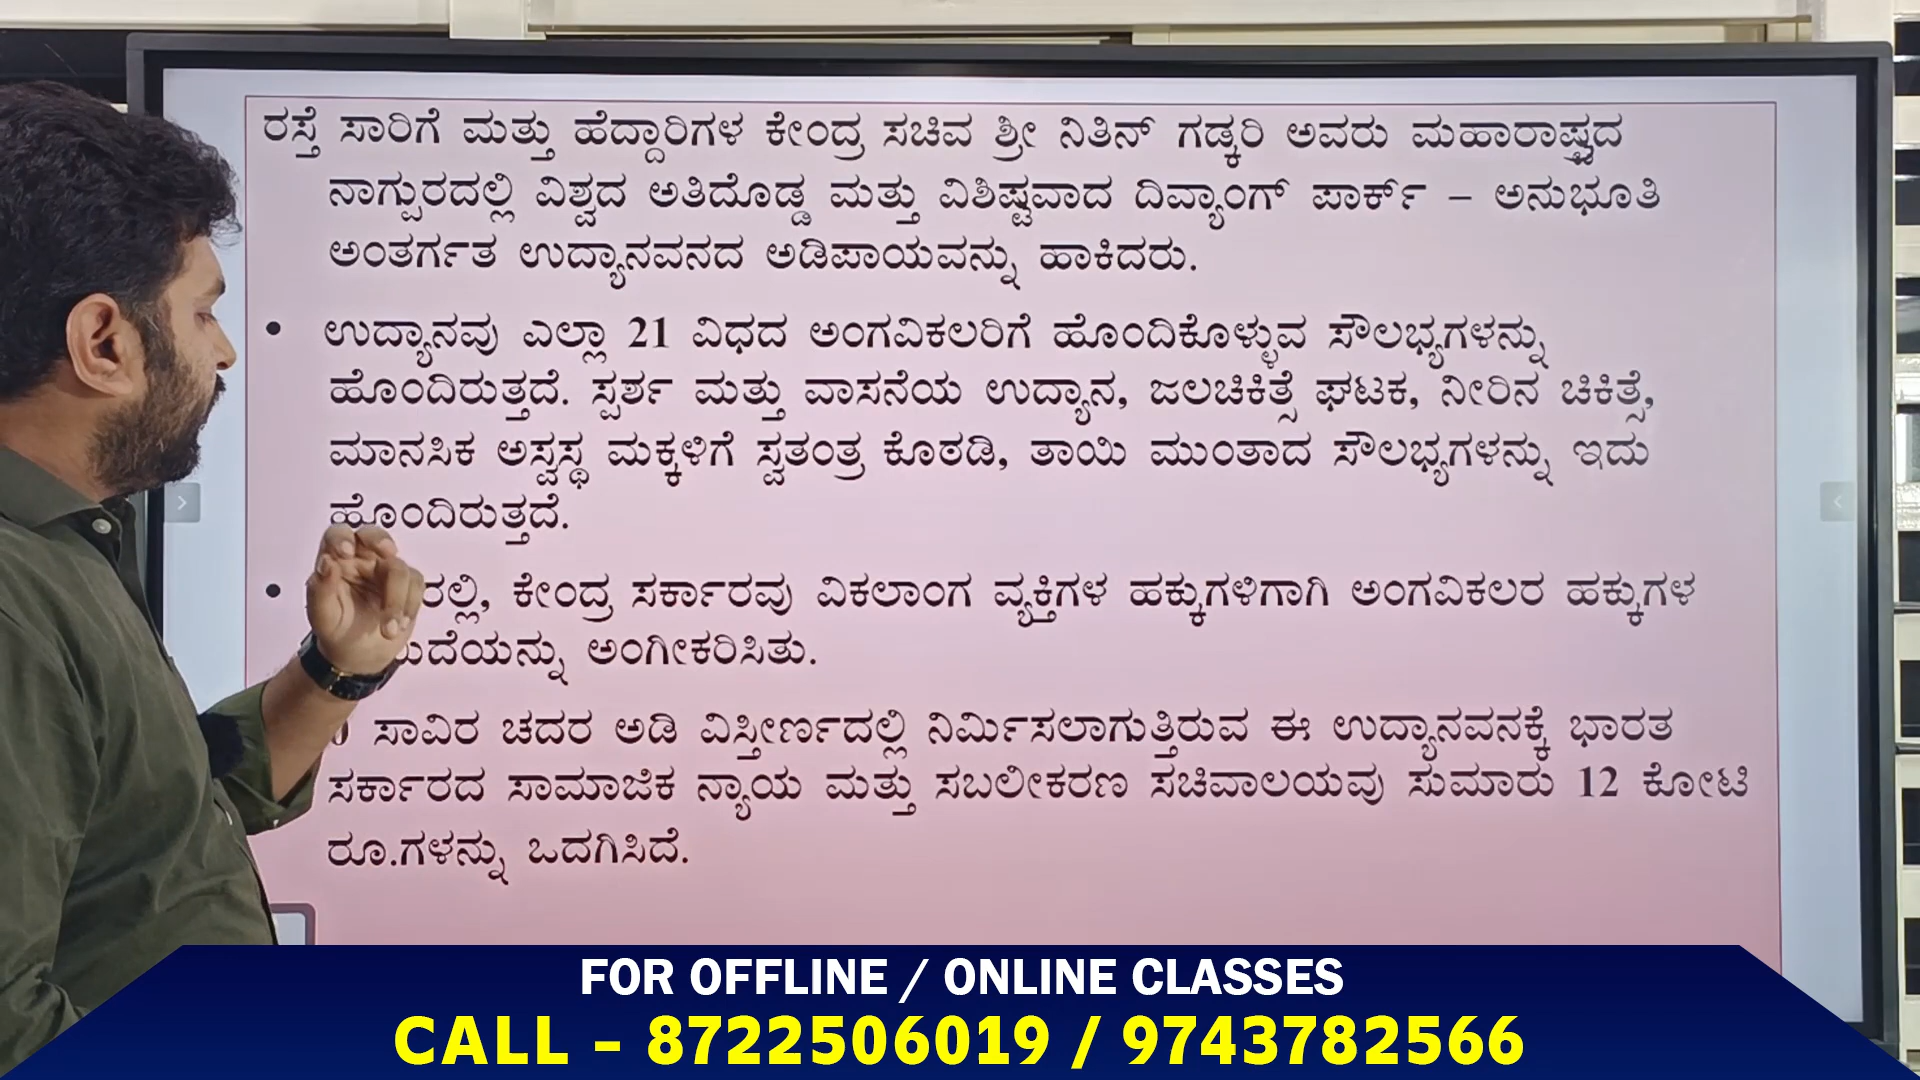 ರಸ್ತೆ ಸಾರಿಗೆ ಮತ್ತು ಹೆದ್ದಾರಿಗಳ ಕೇಂದ್ರ ಸಚಿವ ಶ್ರೀ ನಿತಿನ್ ಗಡ್ಕರಿ ಅವರು ಮಹಾರಾಷ್ಟ್ರದ
ನಾಗ್ಪುರದಲ್ಲಿ ವಿಶ್ವದ ಅತಿದೊಡ್ಡ ಮತ್ತು ವಿಶಿಷ್ಟವಾದ ದಿವ್ಯಾಂಗ್ ಪಾರ್ಕ್ – ಅನುಭೂತಿ
ಅಂತರ್ಗತ ಉದ್ಯಾನವನದ ಅಡಿಪಾಯವನ್ನು ಹಾಕಿದರು.
• ಉದ್ಯಾನವು ಎಲ್ಲಾ 21 ವಿಧದ ಅಂಗವಿಕಲರಿಗೆ ಹೊಂದಿಕೊಳ್ಳುವ ಸೌಲಭ್ಯಗಳನ್ನು
ಹೊಂದಿರುತ್ತದೆ. ಸ್ಪರ್ಶ ಮತ್ತು ವಾಸನೆಯ ಉದ್ಯಾನ, ಜಲಚಿಕಿತ್ಸೆ ಘಟಕ, ನೀರಿನ ಚಿಕಿತ್ಸೆ,
ಮಾನಸಿಕ ಅಸ್ವಸ್ಥ ಮಕ್ಕಳಿಗೆ ಸ್ವತಂತ್ರ ಕೊಠಡಿ, ತಾಯಿ ಮುಂತಾದ ಸೌಲಭ್ಯಗಳನ್ನು ಇದು
ಹೊಂದಿರುತ್ತದೆ.
• ಕೇಂದ್ರ ಸರ್ಕಾರವು ವಿಕಲಾಂಗ ವ್ಯಕ್ತಿಗಳ ಹಕ್ಕುಗಳಿಗಾಗಿ ಅಂಗವಿಕಲರ ಹಕ್ಕುಗಳ
ಅಂಗೀಕರಿಸಿತು.
ಸಾವಿರ ಚದರ ಅಡಿ ವಿಸ್ತೀರ್ಣದಲ್ಲಿ ನಿರ್ಮಿಸಲಾಗುತ್ತಿರುವ ಈ ಉದ್ಯಾನವನಕ್ಕೆ ಭಾರತ
ಸರ್ಕಾರದ ಸಾಮಾಜಿಕ ನ್ಯಾಯ ಮತ್ತು ಸಬಲೀಕರಣ ಸಚಿವಾಲಯವು ಸುಮಾರು 12 ಕೋಟಿ
ರೂ.ಗಳನ್ನು ಒದಗಿಸಿದೆ.
FOR OFFLINE / ONLINE CLASSES
CALL – 8722506019 / 9743782566